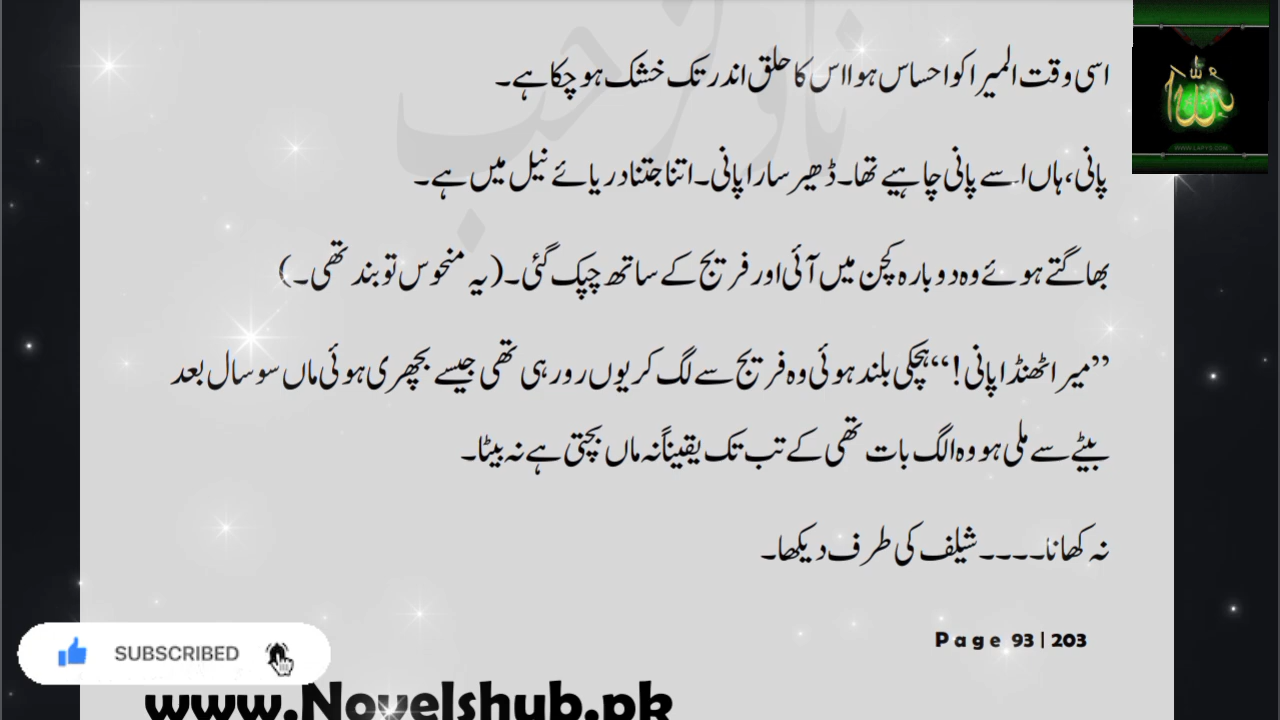 اسی وقت المیرا کو احساس ہوا اس کا حلق اندر تک خشک ہو چکا ہے۔
پانی، ہاں اسے پانی چاہیے تھا۔ ڈھیر سارا پانی۔ اتنا جتنا دریائے نیل میں ہے۔
بھاگتے ہوئے وہ دوبارہ کچن میں آئی اور فریج کے ساتھ چپک گئی۔ (یہ منحوس تو بند تھی۔)
”میرا ٹھنڈا پانی!“ ہچکی بلند ہوئی وہ فریج سے لگ کر یوں رو رہی تھی جیسے بچھری ہوئی ماں سو سال بعد
بیٹے سے ملی ہو وہ الگ بات تھی کے تب تک یقیناً نہ ماں بچتی ہے نہ بیٹا۔
نہ کھانا۔۔۔۔ شیلف کی طرف دیکھا۔
Page 93 | 203
SUBSCRIBED
www.Novelshub.pk
اللہ